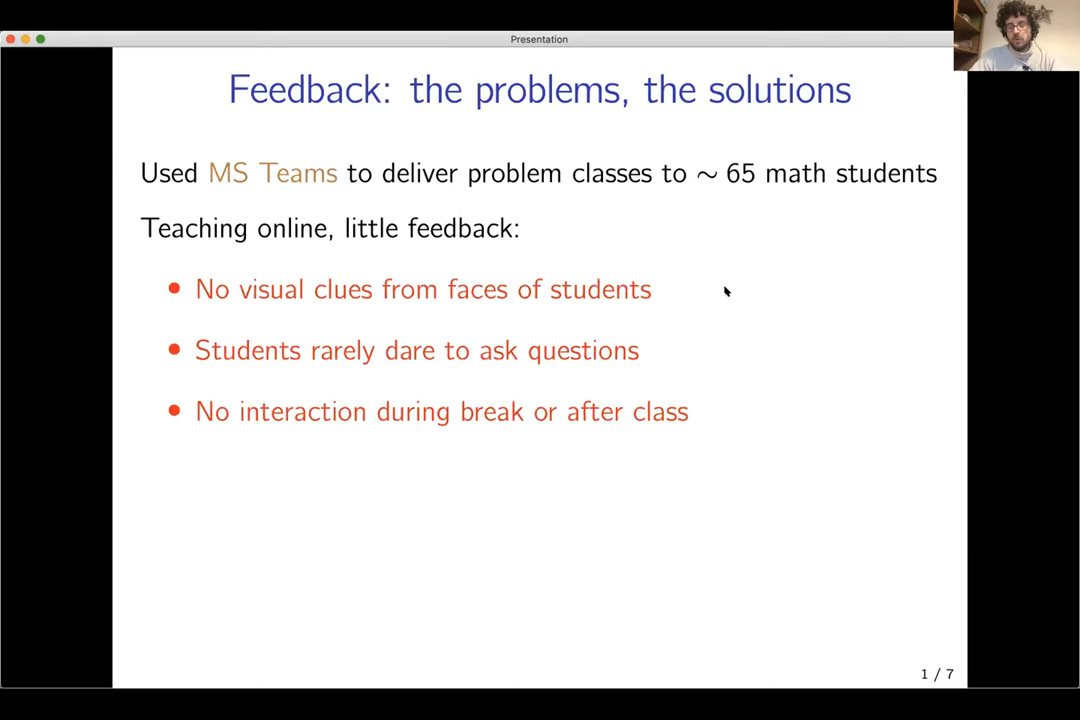 Presentation
Feedback: the problems, the solutions
Used MS Teams to deliver problem classes to ∼ 65 math students
Teaching online, little feedback:
• No visual clues from faces of students
• Students rarely dare to ask questions
• No interaction during break or after class
1 / 7